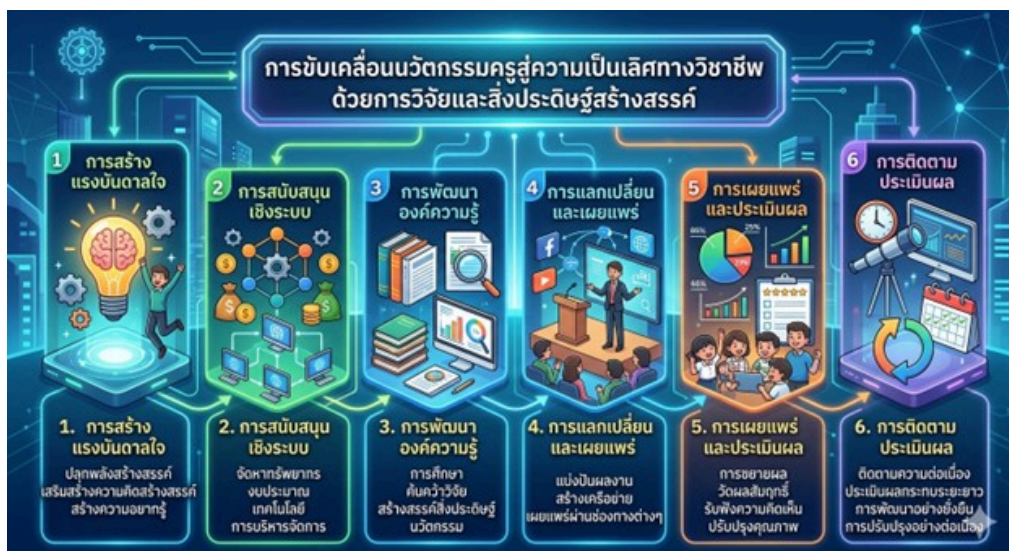 การขับเคลื่อนนวัตกรรมครูสู่ความเป็นเลิศทางวิชาชีพ
ด้วยการวิจัยและสิ่งประดิษฐ์สร้างสรรค์
1 การสร้าง
แรงบันดาลใจ
2 การสนับสนุน
เชิงระบบ
3 การพัฒนา
องค์ความรู้
4 การแลกเปลี่ยน
และเผยแพร่
5 การเผยแพร่
และประเมินผล
6 การติดตาม
ประเมินผล
25%
1. การสร้าง
แรงบันดาลใจ
ปลุกพลังสร้างสรรค์
เสริมสร้างความคิดสร้างสรรค์
สร้างความอยากรู้
2. การสนับสนุน
เชิงระบบ
จัดหาทรัพยากร
งบประมาณ
เทคโนโลยี
การบริหารจัดการ
3. การพัฒนา
องค์ความรู้
การศึกษา
ค้นคว้าวิจัย
สร้างสรรค์สิ่งประดิษฐ์
นวัตกรรม
4. การแลกเปลี่ยน
และเผยแพร่
แบ่งปันผลงาน
สร้างเครือข่าย
เผยแพร่ผ่านช่องทางต่างๆ
5. การเผยแพร่
และประเมินผล
การขยายผล
วัดผลสัมฤทธิ์
รับฟังความคิดเห็น
ปรับปรุงคุณภาพ
6. การติดตาม
ประเมินผล
ติดตามความต่อเนื่อง
ประเมินผลกระทบระยะยาว
การพัฒนาอย่างยั่งยืน
การปรับปรุงอย่างต่อเนื่อง